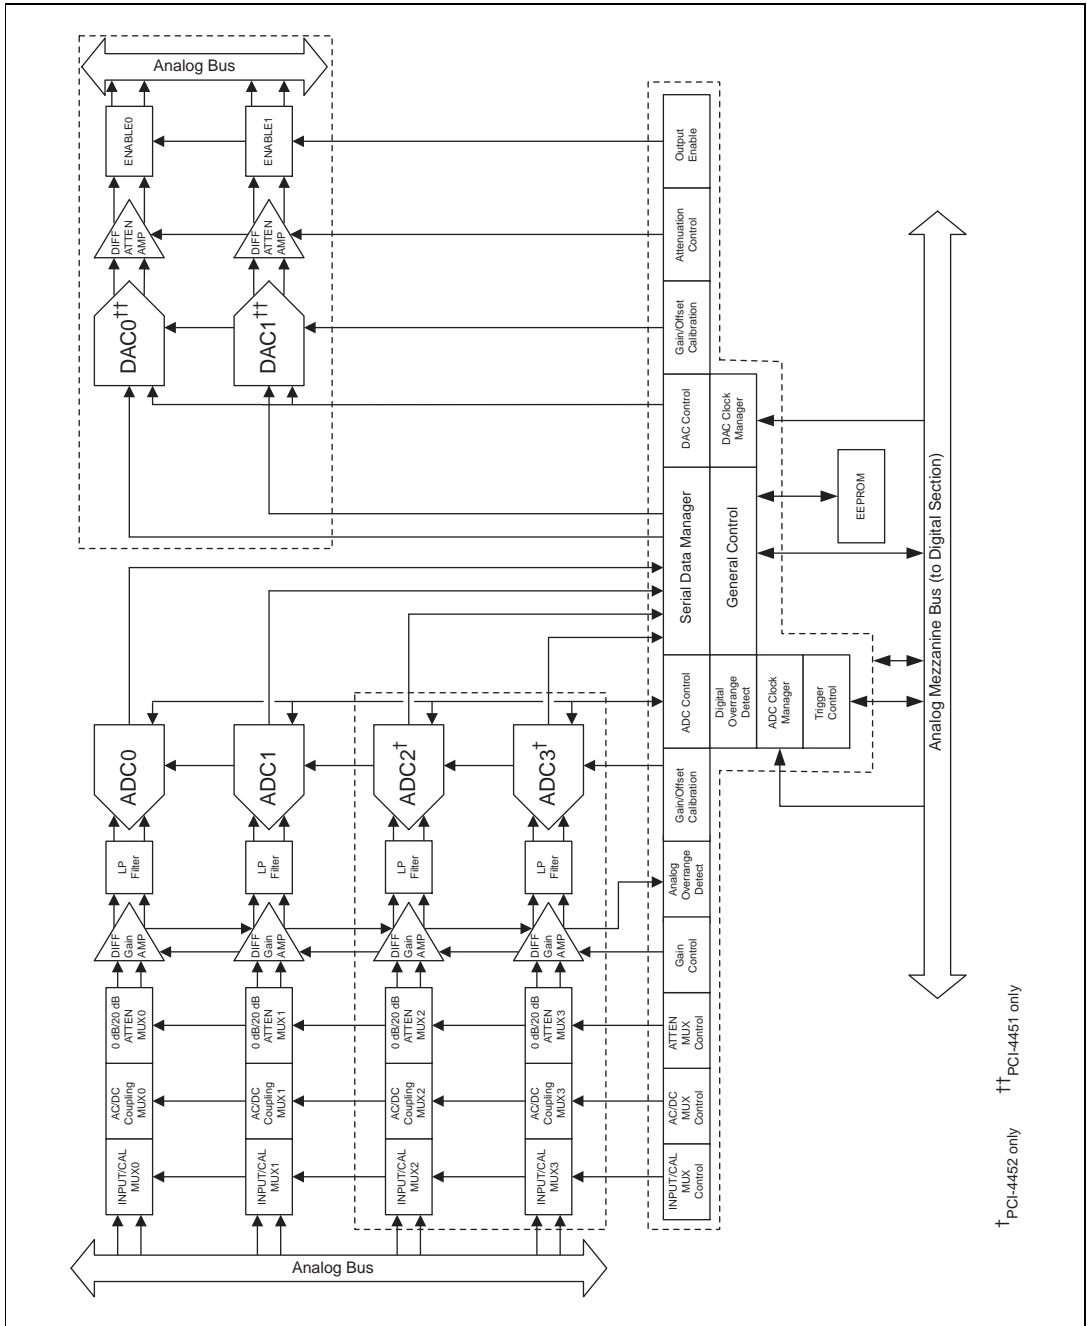 Analog Bus
ENABLE0
ENABLE1
DIFF
ATTEN
AMP
DIFF
ATTEN
AMP
DAC0††
DAC1††
ADC0
ADC1
ADC2†
ADC3†
LP
Filter
LP
Filter
LP
Filter
LP
Filter
DIFF
Gain
AMP
DIFF
Gain
AMP
DIFF
Gain
AMP
DIFF
Gain
AMP
0 dB/20 dB
ATTEN
MUX0
0 dB/20 dB
ATTEN
MUX1
0 dB/20 dB
ATTEN
MUX2
0 dB/20 dB
ATTEN
MUX3
AC/DC
Coupling
MUX0
AC/DC
Coupling
MUX1
AC/DC
Coupling
MUX2
AC/DC
Coupling
MUX3
INPUT/CAL
MUX0
INPUT/CAL
MUX1
INPUT/CAL
MUX2
INPUT/CAL
MUX3
Analog Bus
Output
Enable
Attenuation
Control
Gain/Offset
Calibration
DAC Control
DAC Clock
Manager
Serial Data Manager
General Control
EEPROM
ADC Control
Digital
Overrange
Detect
ADC Clock
Manager
Trigger
Control
Gain/Offset
Calibration
Analog
Overrange
Detect
Gain
Control
ATTEN
MUX
Control
AC/DC
MUX
Control
INPUT/CAL
MUX
Control
Analog Mezzanine Bus (to Digital Section)
†PCI-4452 only
††PCI-4451 only